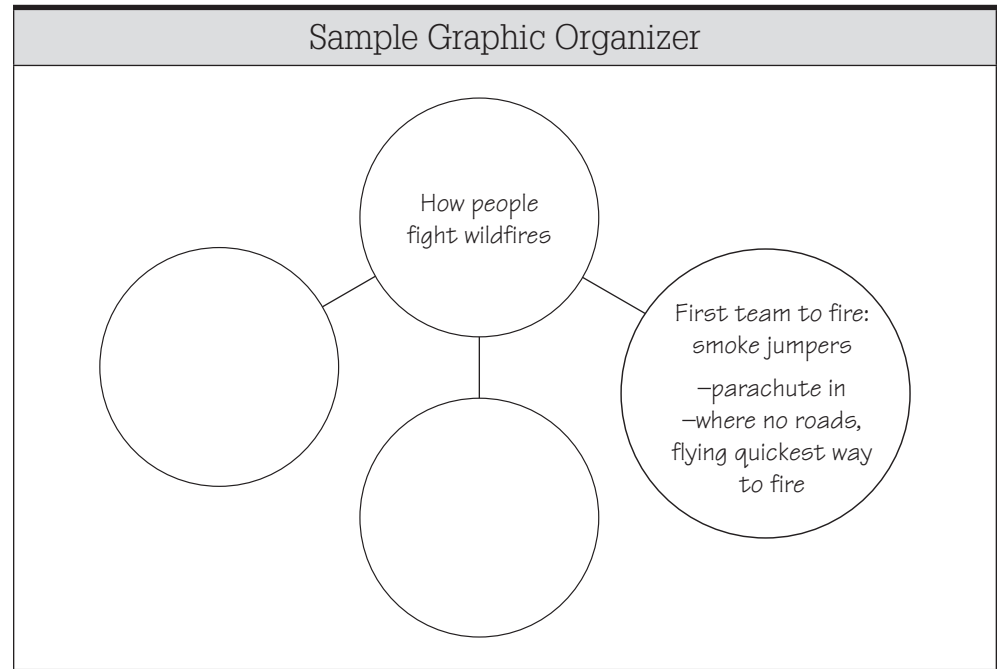 Sample Graphic Organizer
How people
fight wildfires
First team to fire:
smoke jumpers
–parachute in
–where no roads,
flying quickest way
to fire